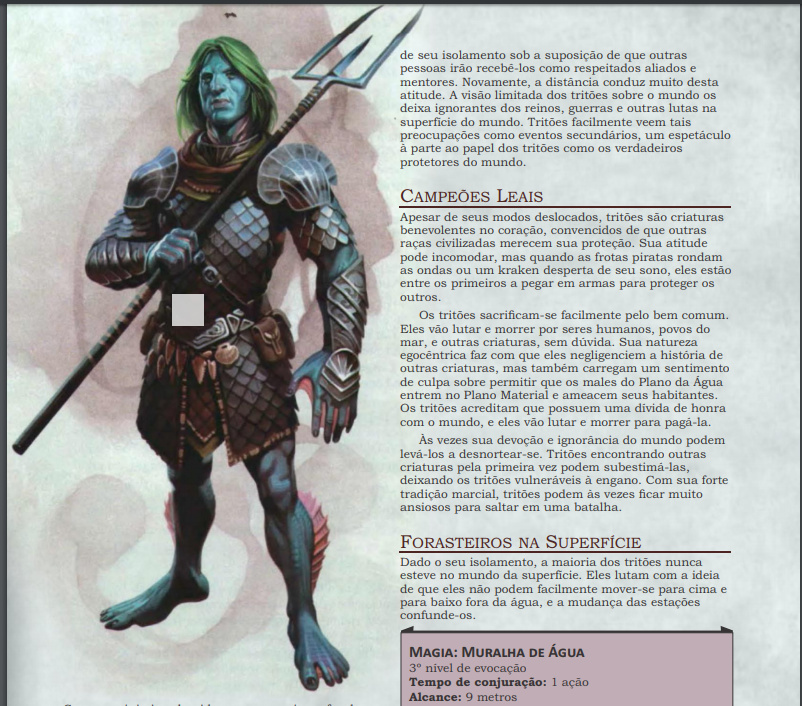 de seu isolamento sob a suposição de que outras
pessoas irão recebê-los como respeitados aliados e
mentores. Novamente, a distância conduz muito desta
atitude. A visão limitada dos tritões sobre o mundo os
deixa ignorantes dos reinos, guerras e outras lutas na
superfície do mundo. Tritões facilmente veem tais
preocupações como eventos secundários, um espetáculo
à parte ao papel dos tritões como os verdadeiros
protetores do mundo.
CAMPEÕES LEAIS
Apesar de seus modos deslocados, tritões são criaturas
benevolentes no coração, convencidos de que outras
raças civilizadas merecem sua proteção. Sua atitude
pode incomodar, mas quando as frotas piratas rondam
as ondas ou um kraken desperta de seu sono, eles estão
entre os primeiros a pegar em armas para proteger os
outros.
Os tritões sacrificam-se facilmente pelo bem comum.
Eles vão lutar e morrer por seres humanos, povos do
mar, e outras criaturas, sem dúvida. Sua natureza
egocêntrica faz com que eles negligenciem a história de
outras criaturas, mas também carregam um sentimento
de culpa sobre permitir que os males do Plano da Água
entrem no Plano Material e ameacem seus habitantes.
Os tritões acreditam que possuem uma dívida de honra
com o mundo, e eles vão lutar e morrer para pagá-la.
Às vezes sua devoção e ignorância do mundo podem
levá-los a desnortear-se. Tritões encontrando outras
criaturas pela primeira vez podem subestimá-las,
deixando os tritões vulneráveis à engano. Com sua forte
tradição marcial, tritões podem às vezes ficar muito
ansiosos para saltar em uma batalha.
FORASTEIROS NA SUPERFÍCIE
Dado o seu isolamento, a maioria dos tritões nunca
esteve no mundo da superfície. Eles lutam com a ideia
de que eles não podem facilmente mover-se para cima e
para baixo fora da água, e a mudança das estações
confunde-os.
MAGIA: MURALHA DE ÁGUA
3º nível de evocação
Tempo de conjuração: 1 ação
Alcance: 9 metros